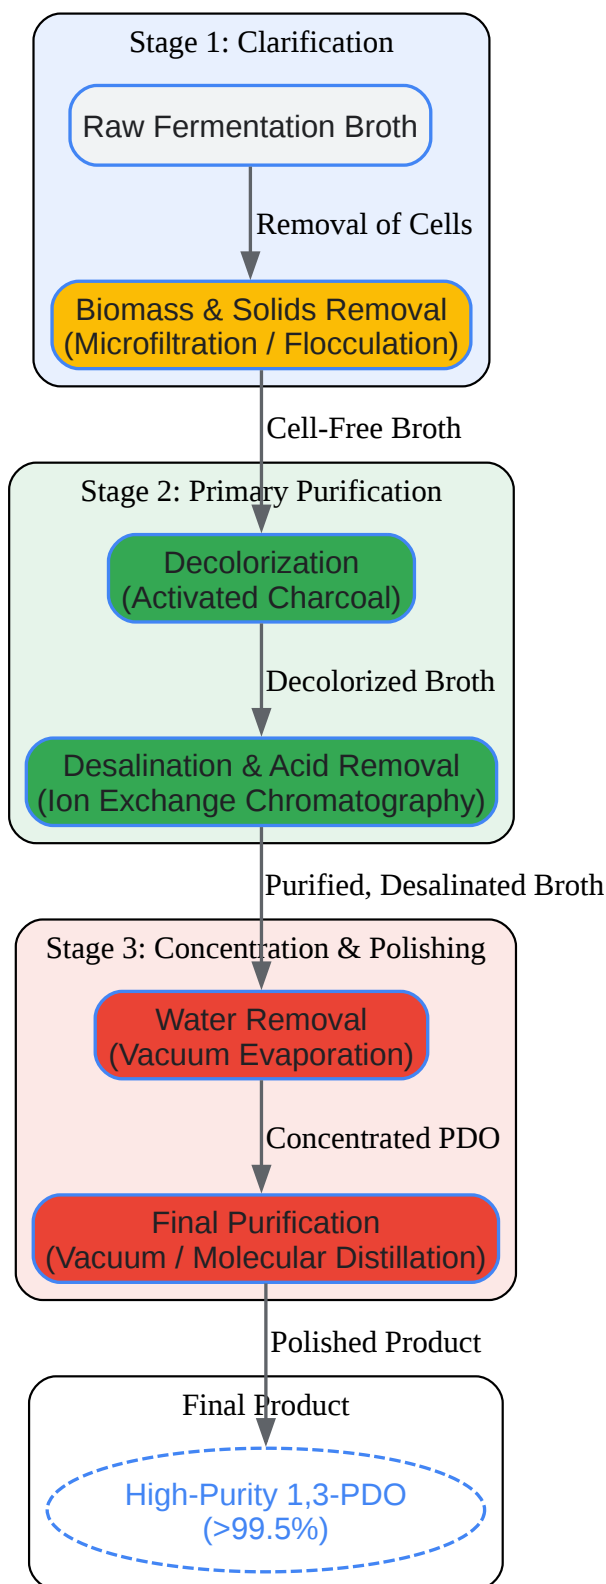 Stage 1: Clarification
Raw Fermentation Broth
Removal of Cells
Biomass & Solids Removal
(Microfiltration / Flocculation)
Cell-Free Broth
Stage 2: Primary Purification
Decolorization
(Activated Charcoal)
Decolorized Broth
Desalination & Acid Removal
(Ion Exchange Chromatography)
Purified, Desalinated Broth
Stage 3: Concentration & Polishing
Water Removal
(Vacuum Evaporation)
Concentrated PDO
Final Purification
(Vacuum / Molecular Distillation)
Polished Product
Final Product
High-Purity 1,3-PDO
(>99.5%)